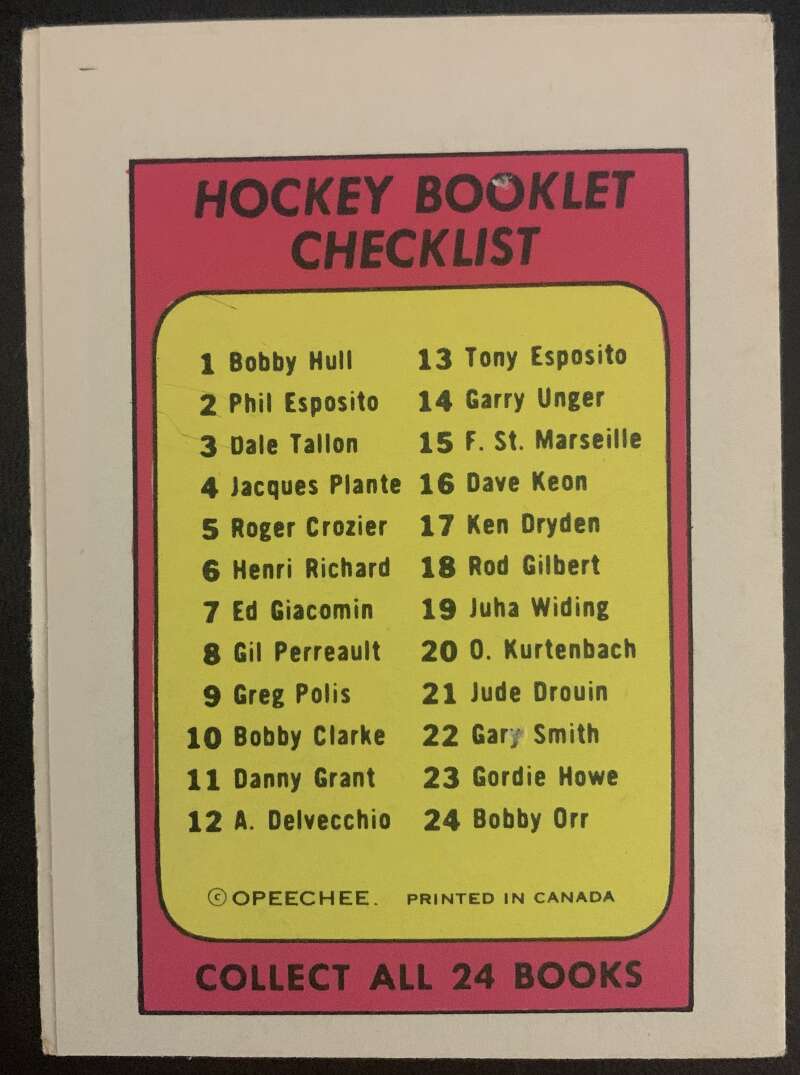 HOCKEY BOOKLET
CHECKLIST
1 Bobby Hull
2 Phil Esposito
3 Dale Tallon
4 Jacques Plante
5 Roger Crozier
6 Henri Richard
7 Ed Giacomin
8 Gil Perreault
9 Greg Polis
10 Bobby Clarke
11 Danny Grant
12 A. Delvecchio
13 Tony Esposito
14 Garry Unger
15 F. St. Marseille
16 Dave Keon
17 Ken Dryden
18 Rod Gilbert
19 Juha Widing
20 O. Kurtenbach
21 Jude Drouin
22 Gary Smith
23 Gordie Howe
24 Bobby Orr
© OPEECHEE. PRINTED IN CANADA
COLLECT ALL 24 BOOKS